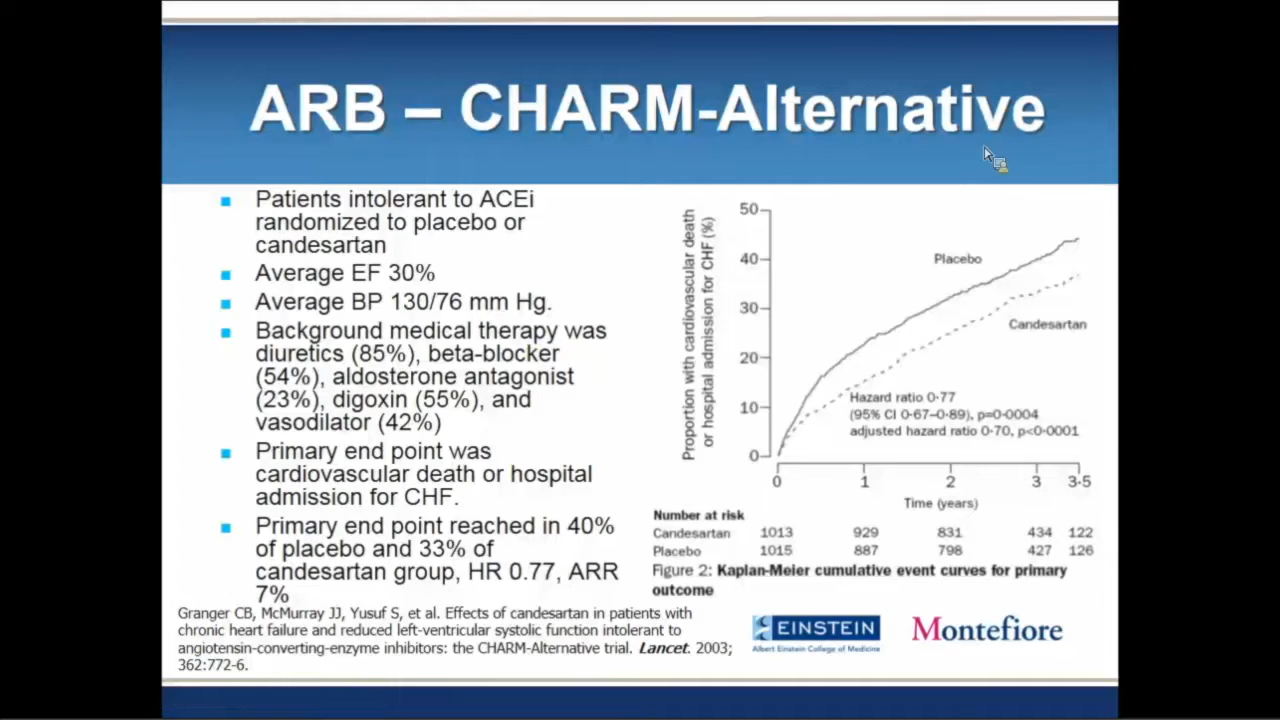 ARB – CHARM-Alternative
Patients intolerant to ACEi
randomized to placebo or
candesartan
Average EF 30%
Average BP 130/76 mm Hg.
Background medical therapy was
diuretics (85%), beta-blocker
(54%), aldosterone antagonist
(23%), digoxin (55%), and
vasodilator (42%)
Primary end point was
cardiovascular death or hospital
admission for CHF.
Primary end point reached in 40%
of placebo and 33% of
candesartan group, HR 0.77, ARR
7%
Granger CB, McMurray JJ, Yusuf S, et al. Effects of candesartan in patients with
chronic heart failure and reduced left-ventricular systolic function intolerant to
angiotensin-converting-enzyme inhibitors: the CHARM-Alternative trial. Lancet. 2003;
362:772-6.
Proportion with cardiovascular death
or hospital admission for CHF (%)
50
40
30
20
10
0
Placebo
Candesartan
Hazard ratio 0·77
(95% CI 0·67–0·89), p=0·0004
adjusted hazard ratio 0·70, p<0·0001
0 1 2 3 3·5
Time (years)
Number at risk
Candesartan 1013 929 831 434 122
Placebo 1015 887 798 427 126
Figure 2: Kaplan-Meier cumulative event curves for primary
outcome
EINSTEIN
Albert Einstein College of Medicine
Montefiore